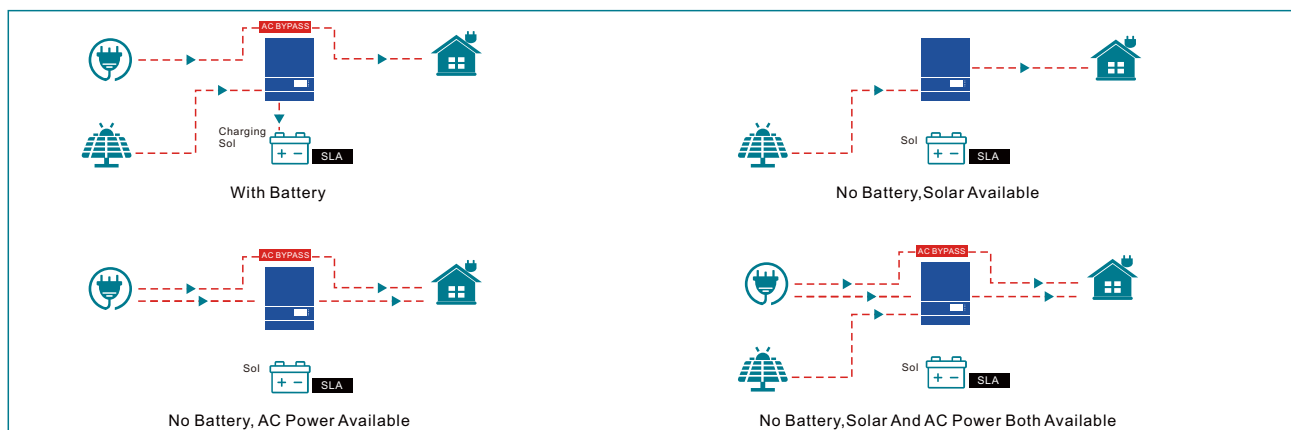 AC BYPASS
Charging
Sol
SLA
With Battery
Sol
SLA
No Battery,Solar Available
AC BYPASS
Sol
SLA
No Battery, AC Power Available
AC BYPASS
Sol
SLA
No Battery,Solar And AC Power Both Available